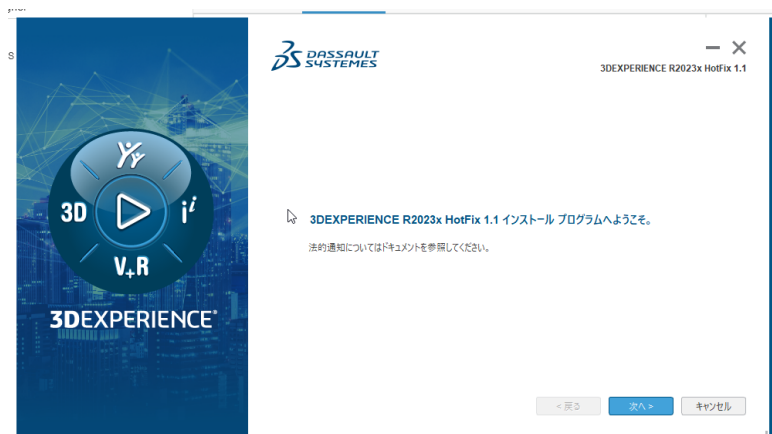 S
DASSAULT
SYSTEMES
3DEXPERIENCE R2023x HotFix 1.1
3D
i
V+R
3DEXPERIENCE
3DEXPERIENCE R2023x HotFix 1.1 インストール プログラムへようこそ。
法的通知についてはドキュメントを参照してください。
< 戻る
次へ >
キャンセル